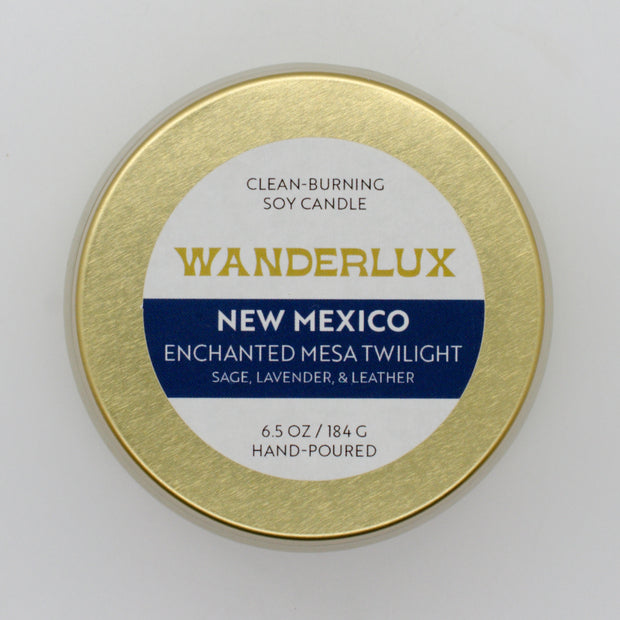 CLEAN-BURNING
SOY CANDLE
WANDERLUX
NEW MEXICO
ENCHANTED MESA TWILIGHT
SAGE, LAVENDER, & LEATHER
6.5 OZ / 184 G
HAND-POURED